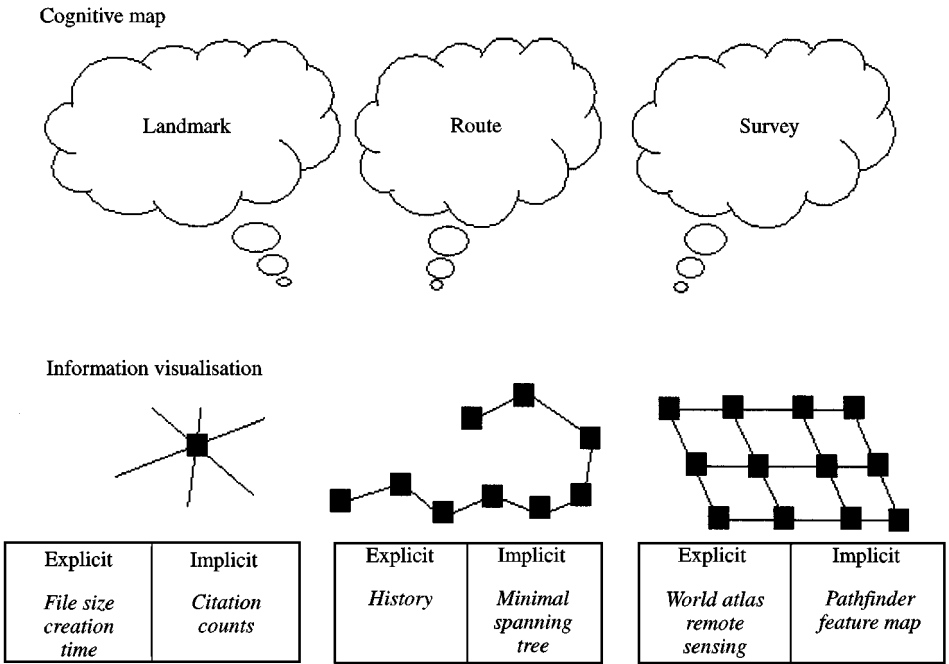 Cognitive map
Landmark
Route
Survey
Information visualisation
Explicit
File size
creation
time
Implicit
Citation
counts
Explicit
History
Implicit
Minimal
spanning
tree
Explicit
World atlas
remote
sensing
Implicit
Pathfinder
feature map